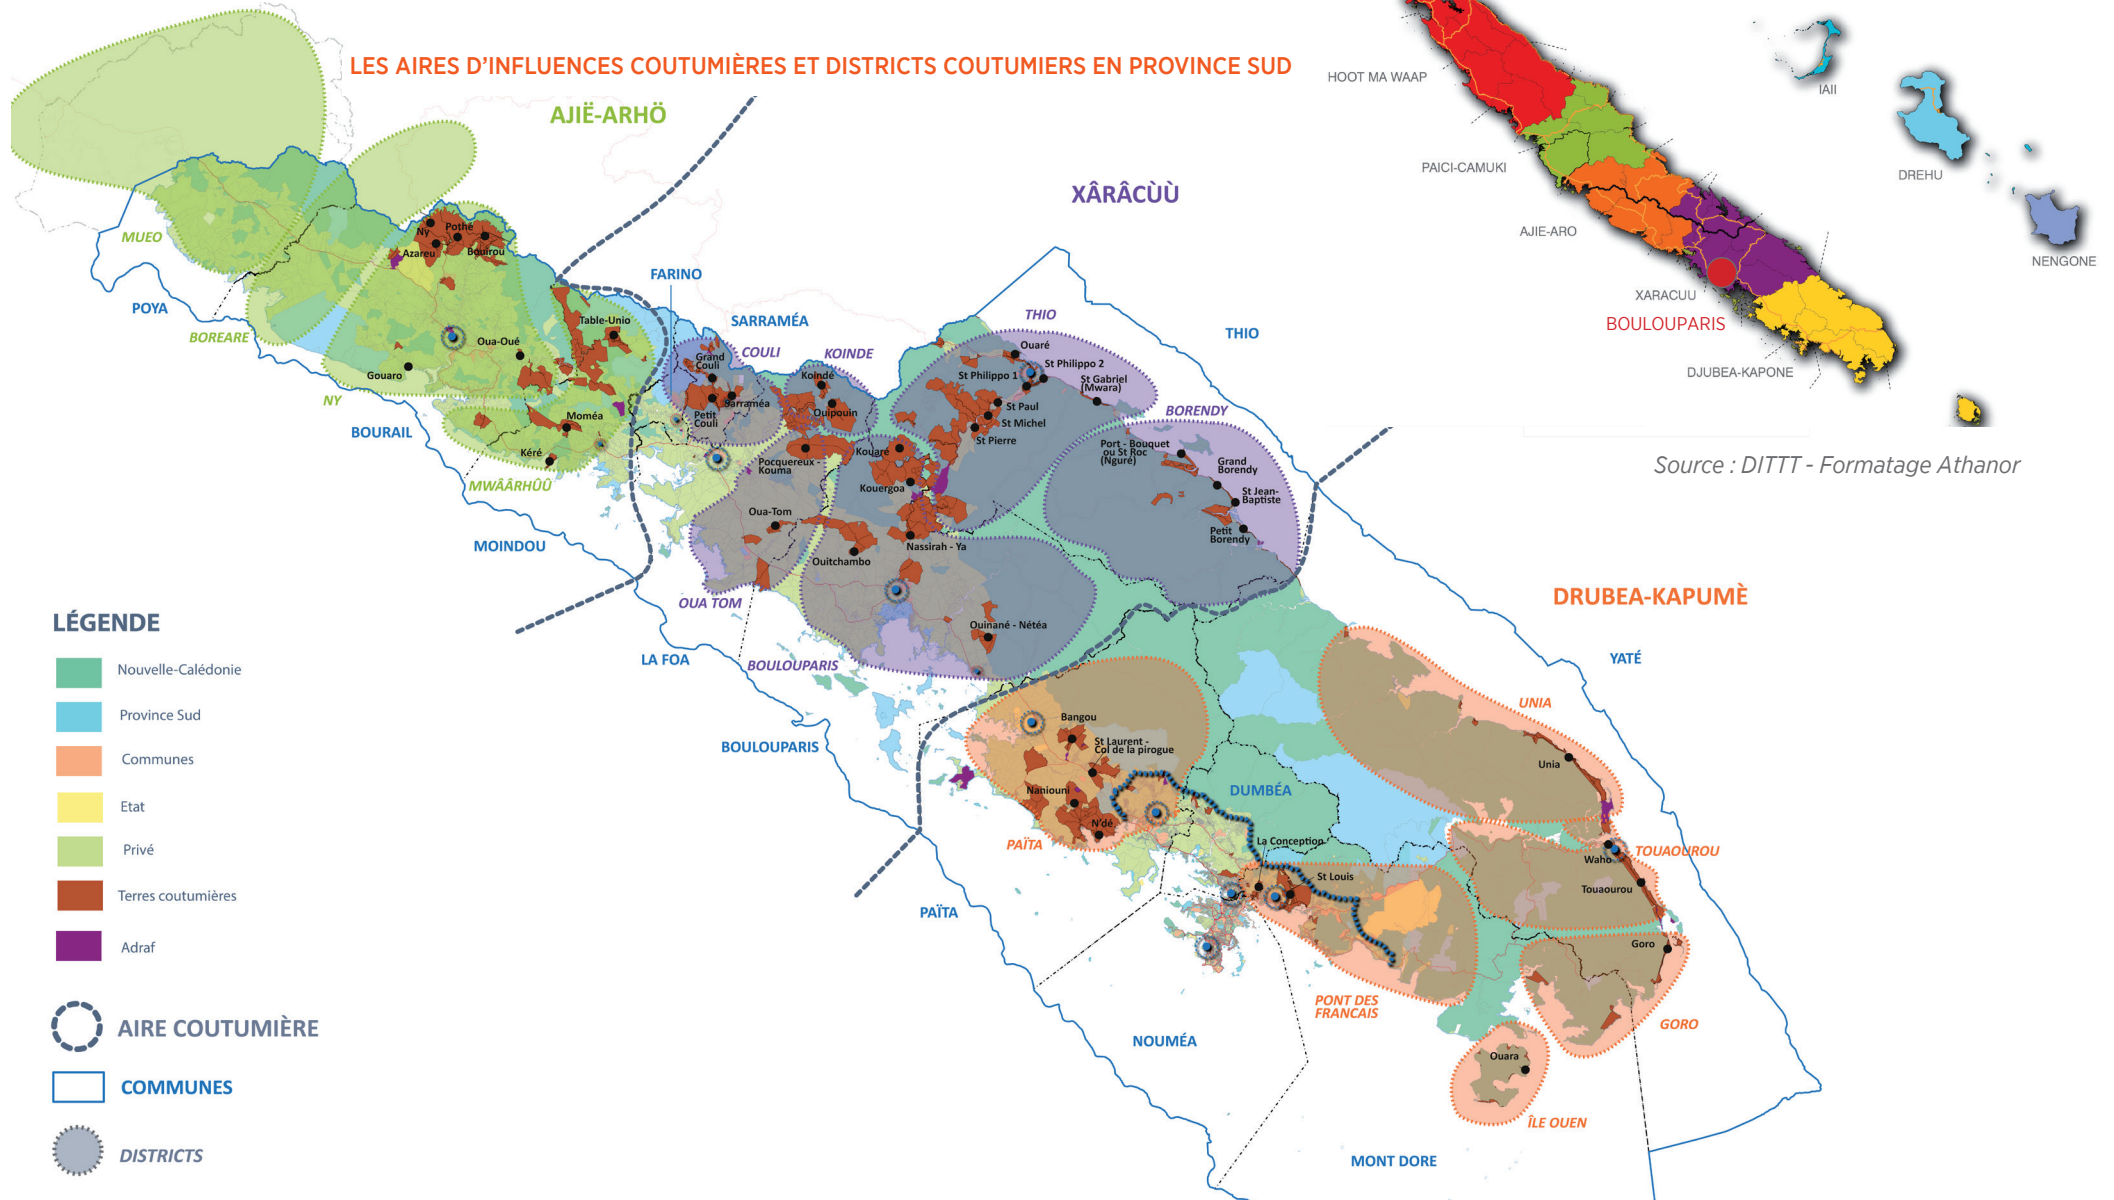 LES AIRES D'INFLUENCES COUTUMIÈRES ET DISTRICTS COUTUMIERS EN PROVINCE SUD
AJIË-ARHÖ
XÂRÂCÙÙ
DRUBEA-KAPUMÈ
HOOT MA WAAP
PAICI-CAMUKI
AJIE-ARO
XARACUU
BOULOUPARIS
DJUBEA-KAPONE
IAII
DREHU
NENGONE
Source : DITTT - Formatage Athanor
MUEO
POYA
BOREARE
Ny
Pothé
Azareu
Bouirou
Oua-Oué
Gouaro
NY
BOURAIL
Table-Unio
Moméa
Kéré
MWÂÂRHÛÛ
MOINDOU
FARINO
SARRAMÉA
COULI
KOINDE
Grand
Couli
Petit
Couli
Sarraméa
Koindé
Ouipoin
Pocquereux -
Kouma
Kouaré
Kouergoa
Oua-Tom
Ouitchambo
Nassirah - Ya
Ouinané - Nétéa
OUA TOM
LA FOA
BOULOUPARIS
BOULOUPARIS
THIO
THIO
Ouaré
St Philippo 2
St Philippo 1
St Gabriel
(Mwara)
St Paul
St Michel
St Pierre
BORENDY
Port - Bouquet
ou St Roc
(Nguré)
Grand
Borendy
St Jean-
Baptiste
Petit
Borendy
YATÉ
UNIA
Unia
Bangou
St Laurent -
Col de la pirogue
Naniouni
N'dé
PAÏTA
PAÏTA
DUMBÉA
La Conception
St Louis
PONT DES
FRANCAIS
Waho
TOUAOUROU
Touaourou
Goro
GORO
Ouara
ÎLE OUEN
NOUMÉA
MONT DORE
LÉGENDE
Nouvelle-Calédonie
Province Sud
Communes
Etat
Privé
Terres coutumières
Adraf
AIRE COUTUMIÈRE
COMMUNES
DISTRICTS